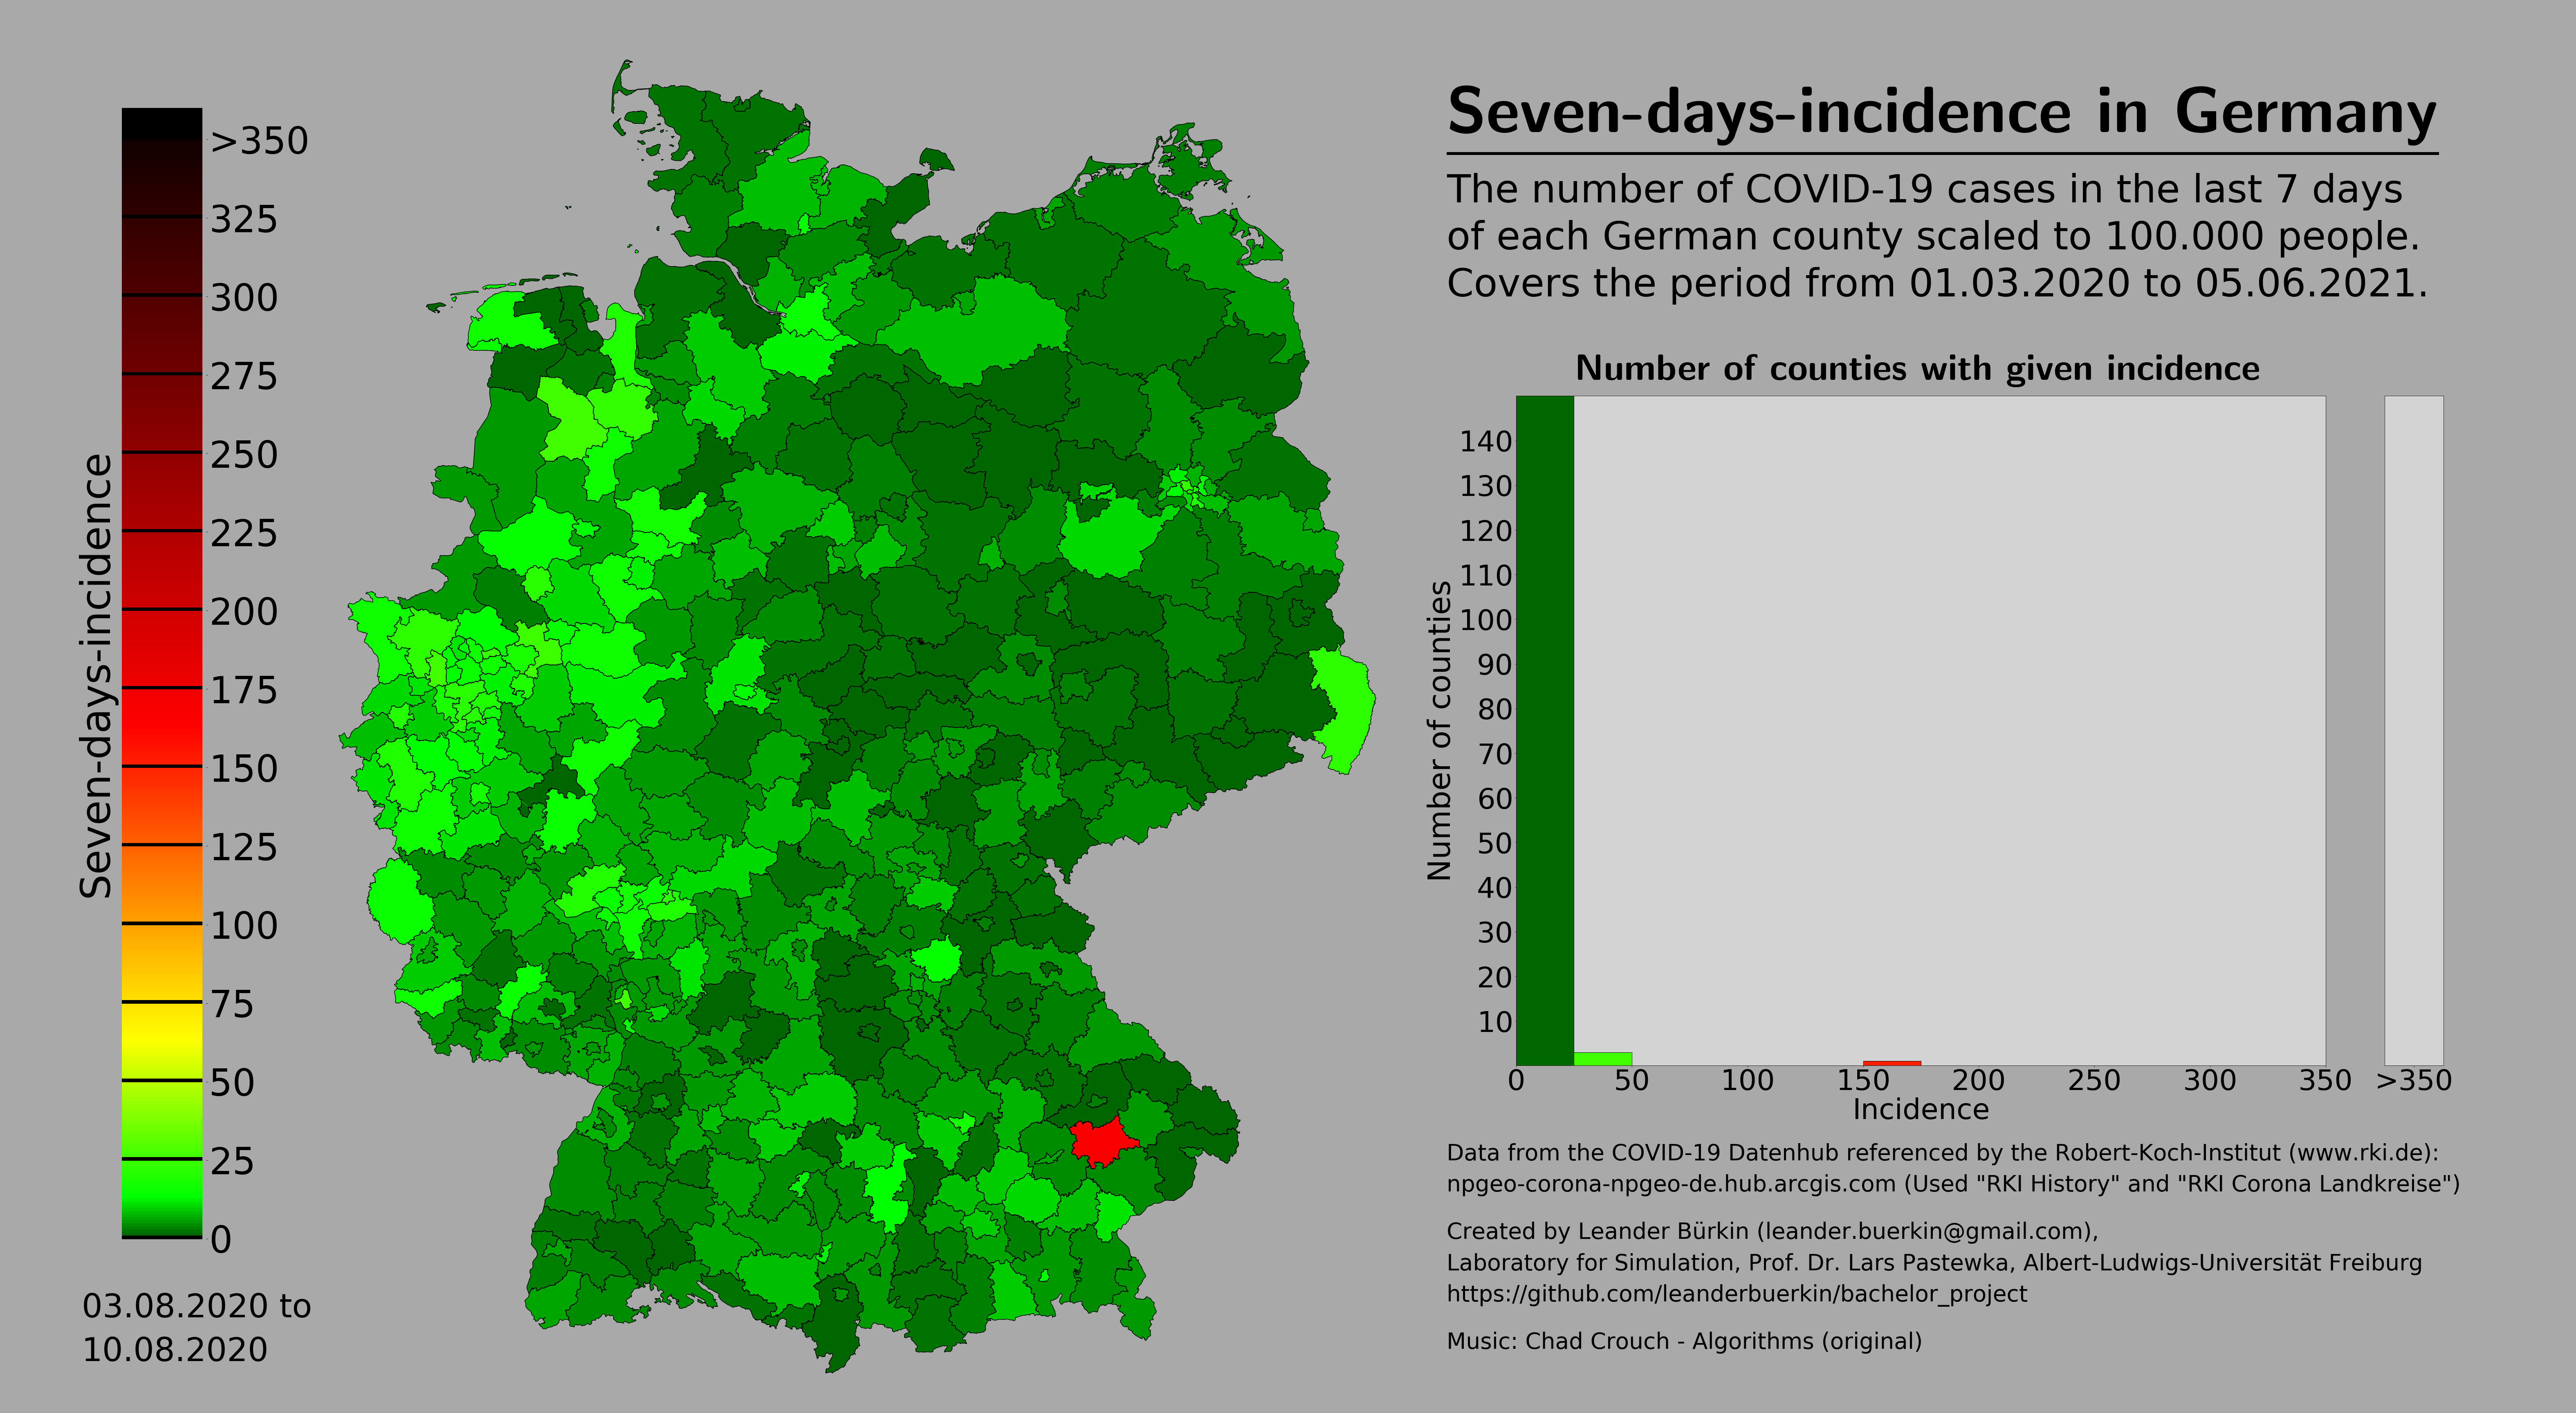 Seven-days-incidence in Germany
The number of COVID-19 cases in the last 7 days
of each German county scaled to 100.000 people.
Covers the period from 01.03.2020 to 05.06.2021.
Seven-days-incidence
>350
325
300
275
250
225
200
175
150
125
100
75
50
25
0
03.08.2020 to
10.08.2020
Number of counties with given incidence
Number of counties
140
130
120
110
100
90
80
70
60
50
40
30
20
10
0 50 100 150 200 250 300 350 >350
Incidence
Data from the COVID-19 Datenhub referenced by the Robert-Koch-Institut (www.rki.de):
npgeo-corona-npgeo-de.hub.arcgis.com (Used "RKI History" and "RKI Corona Landkreise")
Created by Leander Bürkin (leander.buerkin@gmail.com),
Laboratory for Simulation, Prof. Dr. Lars Pastewka, Albert-Ludwigs-Universität Freiburg
https://github.com/leanderbuerkin/bachelor_project
Music: Chad Crouch - Algorithms (original)